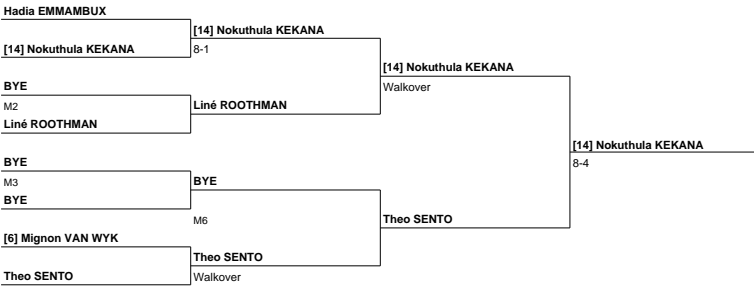 Hadia EMMAMBUX
[14] Nokuthula KEKANA
[14] Nokuthula KEKANA
8-1
[14] Nokuthula KEKANA
BYE
Walkover
M2
Liné ROOTHMAN
Liné ROOTHMAN
[14] Nokuthula KEKANA
BYE
8-4
M3
BYE
BYE
M6
Theo SENTO
[6] Mignon VAN WYK
Theo SENTO
Theo SENTO
Walkover